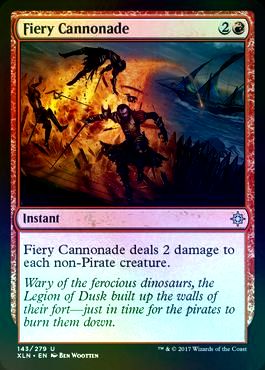 Fiery Cannonade 2
Instant
Fiery Cannonade deals 2 damage to
each non-Pirate creature.
Wary of the ferocious dinosaurs, the
Legion of Dusk built up the walls of
their fort—just in time for the pirates to
burn them down.
143/279 U
XLN • EN BEN WOOTTEN
™ & © 2017 Wizards of the Coast